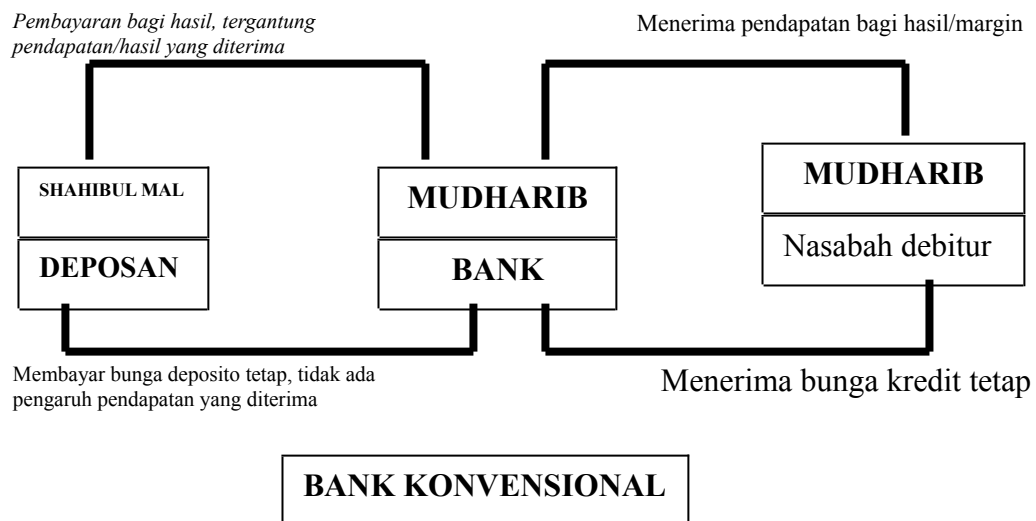 Pembayaran bagi hasil, tergantung
pendapatan/hasil yang diterima
Menerima pendapatan bagi hasil/margin
SHAHIBUL MAL
DEPOSAN
MUDHARIB
BANK
MUDHARIB
Nasabah debitur
Membayar bunga deposito tetap, tidak ada
pengaruh pendapatan yang diterima
Menerima bunga kredit tetap
BANK KONVENSIONAL